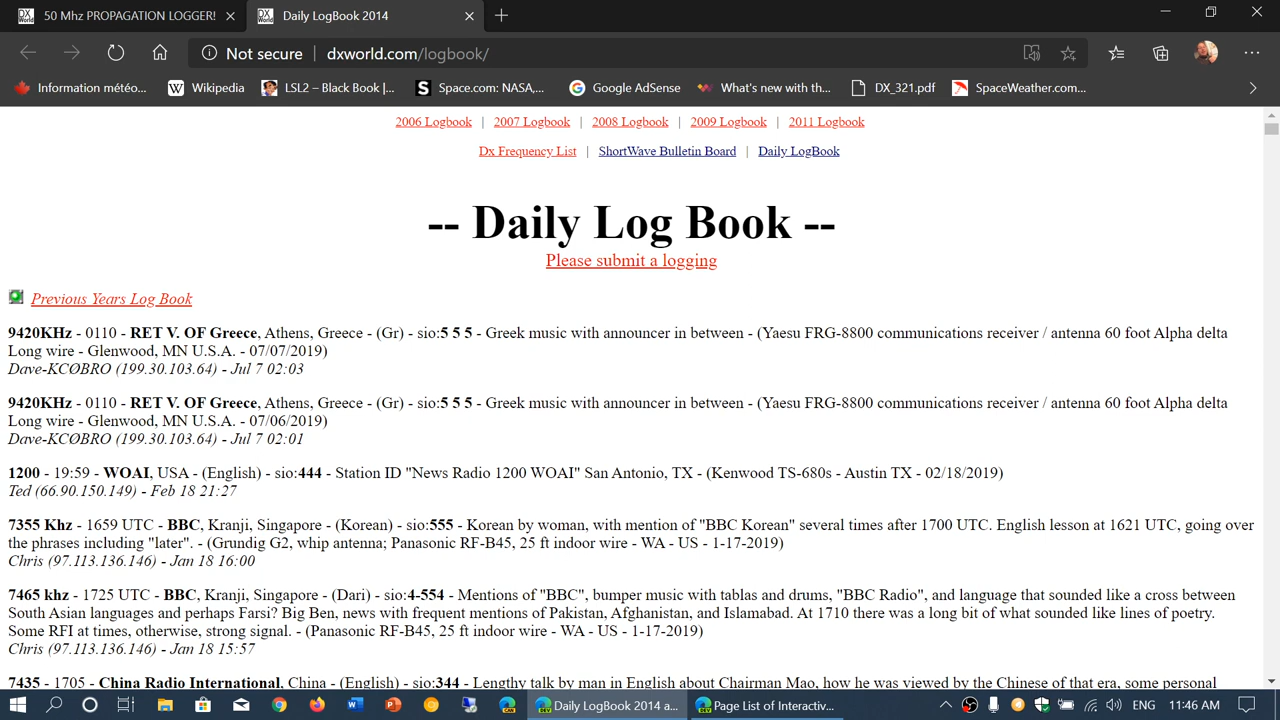 50 Mhz PROPAGATION LOGGER!
Daily LogBook 2014
Not secure | dxworld.com/logbook/
Information météo...
Wikipedia
LSL2 – Black Book |...
Space.com: NASA,...
Google AdSense
What's new with th...
DX_321.pdf
SpaceWeather.com...
2006 Logbook | 2007 Logbook | 2008 Logbook | 2009 Logbook | 2011 Logbook
Dx Frequency List | ShortWave Bulletin Board | Daily LogBook
-- Daily Log Book --
Please submit a logging
Previous Years Log Book
9420KHz - 0110 - RET V. OF Greece, Athens, Greece - (Gr) - sio:5 5 5 - Greek music with announcer in between - (Yaesu FRG-8800 communications receiver / antenna 60 foot Alpha delta
Long wire - Glenwood, MN U.S.A. - 07/07/2019)
Dave-KCØBRO (199.30.103.64) - Jul 7 02:03
9420KHz - 0110 - RET V. OF Greece, Athens, Greece - (Gr) - sio:5 5 5 - Greek music with announcer in between - (Yaesu FRG-8800 communications receiver / antenna 60 foot Alpha delta
Long wire - Glenwood, MN U.S.A. - 07/06/2019)
Dave-KCØBRO (199.30.103.64) - Jul 7 02:01
1200 - 19:59 - WOAI, USA - (English) - sio:444 - Station ID "News Radio 1200 WOAI" San Antonio, TX - (Kenwood TS-680s - Austin TX - 02/18/2019)
Ted (66.90.150.149) - Feb 18 21:27
7355 Khz - 1659 UTC - BBC, Kranji, Singapore - (Korean) - sio:555 - Korean by woman, with mention of "BBC Korean" several times after 1700 UTC. English lesson at 1621 UTC, going over
the phrases including "later". - (Grundig G2, whip antenna; Panasonic RF-B45, 25 ft indoor wire - WA - US - 1-17-2019)
Chris (97.113.136.146) - Jan 18 16:00
7465 khz - 1725 UTC - BBC, Kranji, Singapore - (Dari) - sio:4-554 - Mentions of "BBC", bumper music with tablas and drums, "BBC Radio", and language that sounded like a cross between
South Asian languages and perhaps Farsi? Big Ben, news with frequent mentions of Pakistan, Afghanistan, and Islamabad. At 1710 there was a long bit of what sounded like lines of poetry.
Some RFI at times, otherwise, strong signal. - (Panasonic RF-B45, 25 ft indoor wire - WA - US - 1-17-2019)
Chris (97.113.136.146) - Jan 18 15:57
7435 - 1705 - China Radio International, China - (English) - sio:344 - Lengthy talk by man in English about Chairman Mao, how he was viewed by the Chinese of that era, some personal
Daily LogBook 2014 a...
Page List of Interactiv...
ENG
11:46 AM